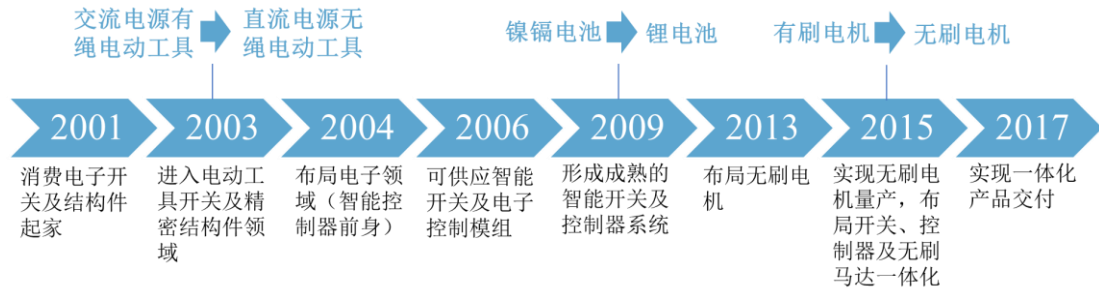 交流电源有
绳电动工具
直流电源无
绳电动工具
镍镉电池
锂电池
有刷电机
无刷电机
2001
2003
2004
2006
2009
2013
2015
2017
消费电子开
关及结构件
起家
进入电动工
具开关及精
密结构件领
域
布局电子领
域（智能控
制器前身）
可供应智能
开关及电子
控制模组
形成成熟的
智能开关及
控制器系统
布局无刷电
机
实现无刷电
机量产，布
局开关、控
制器及无刷
马达一体化
实现一体化
产品交付